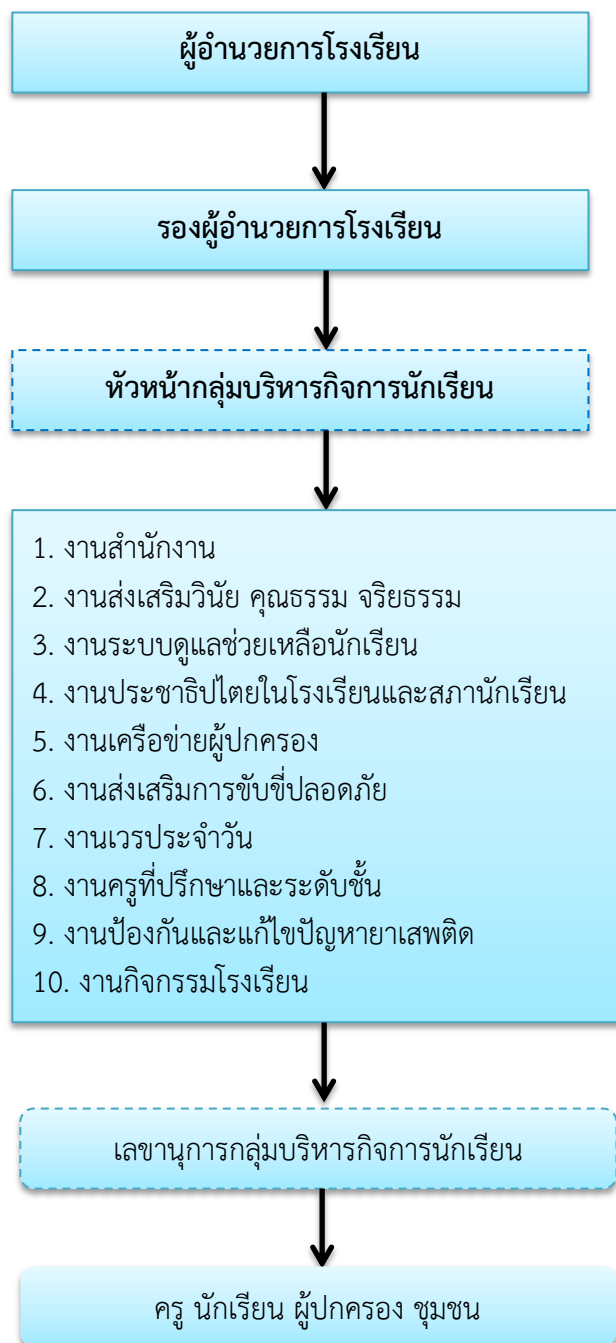 ผู้อำนวยการโรงเรียน
รองผู้อำนวยการโรงเรียน
หัวหน้ากลุ่มบริหารกิจการนักเรียน
1. งานสำนักงาน
2. งานส่งเสริมวินัย คุณธรรม จริยธรรม
3. งานระบบดูแลช่วยเหลือนักเรียน
4. งานประชาธิปไตยในโรงเรียนและสภานักเรียน
5. งานเครือข่ายผู้ปกครอง
6. งานส่งเสริมการขับขี่ปลอดภัย
7. งานเวรประจำวัน
8. งานครูที่ปรึกษาและระดับชั้น
9. งานป้องกันและแก้ไขปัญหายาเสพติด
10. งานกิจกรรมโรงเรียน
เลขานุการกลุ่มบริหารกิจการนักเรียน
ครู นักเรียน ผู้ปกครอง ชุมชน